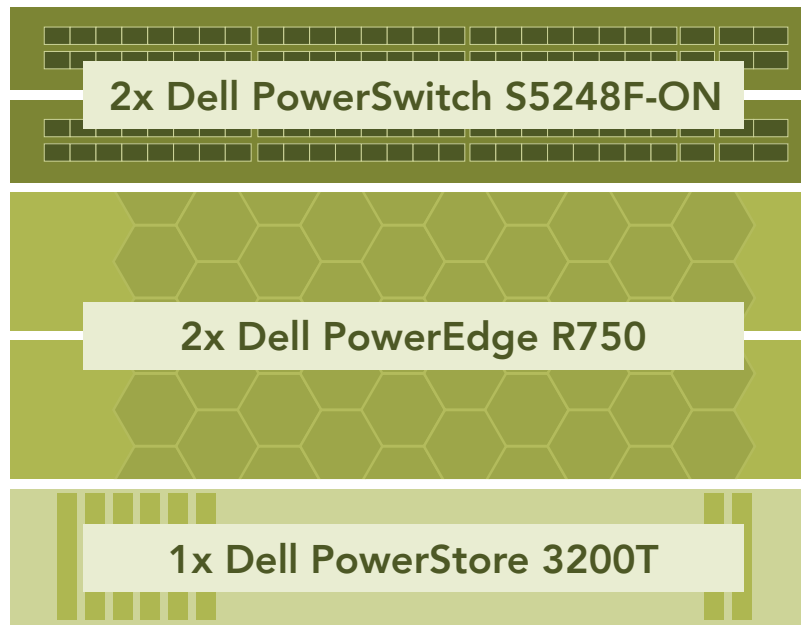 2x Dell PowerSwitch S5248F-ON
2x Dell PowerEdge R750
1x Dell PowerStore 3200T